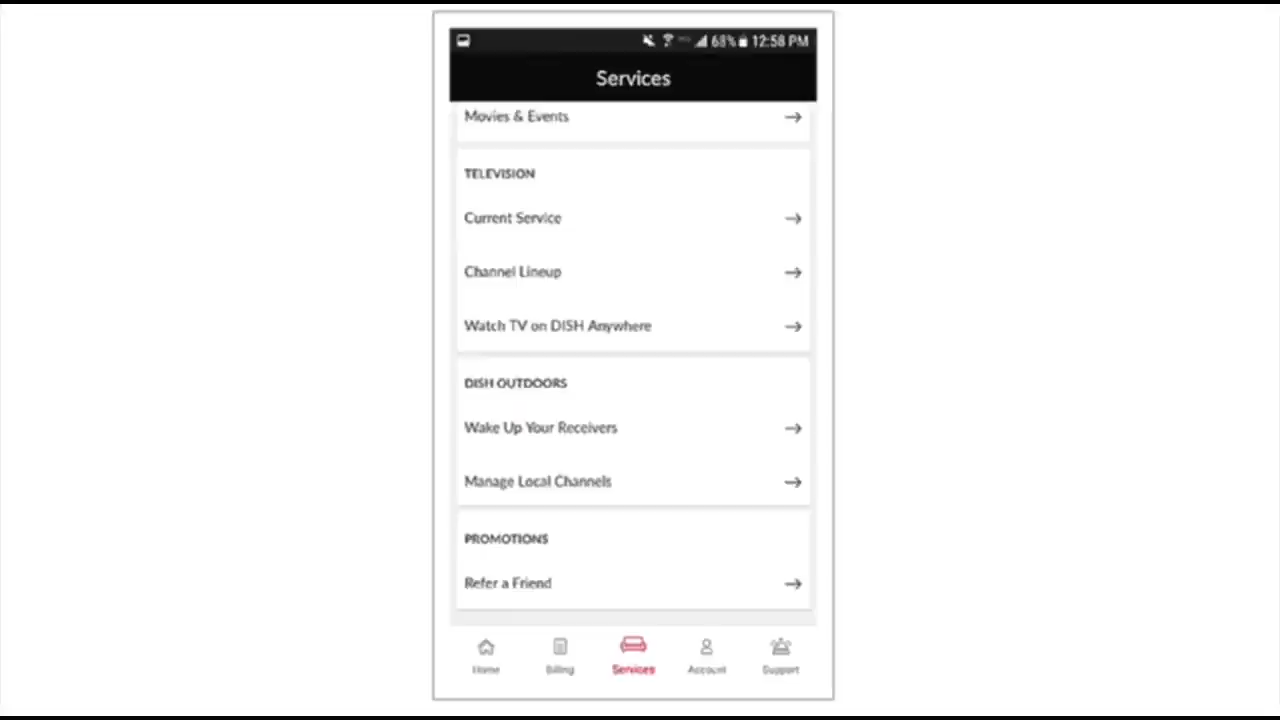 68% 12:58 PM
Services
Movies & Events
TELEVISION
Current Service
Channel Lineup
Watch TV on DISH Anywhere
DISH OUTDOORS
Wake Up Your Receivers
Manage Local Channels
PROMOTIONS
Refer a Friend
Home Billing Services Account Support